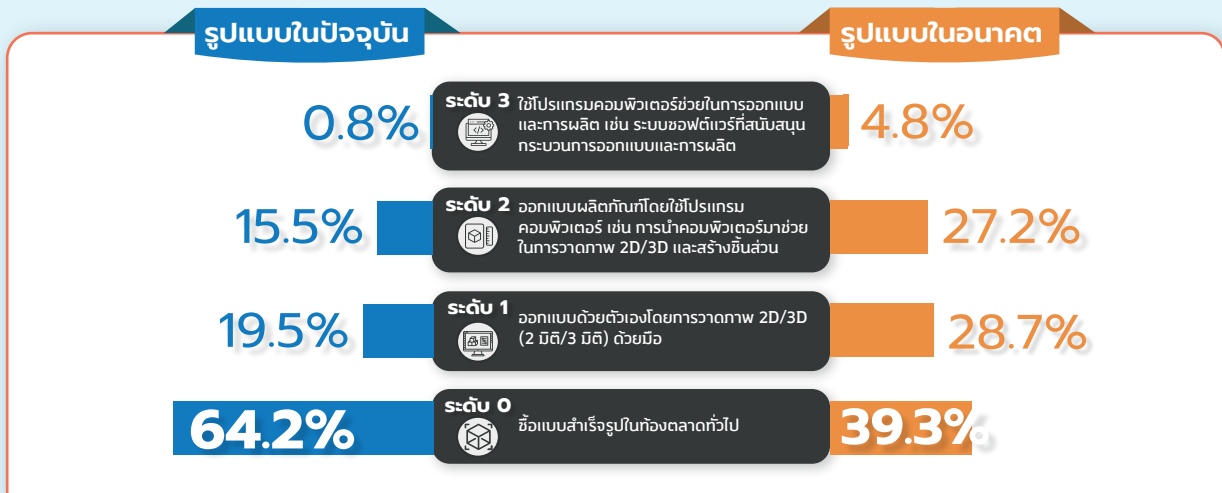 รูปแบบในปัจจุบัน
รูปแบบในอนาคต
0.8%
ระดับ 3
ใช้โปรแกรมคอมพิวเตอร์ช่วยในการออกแบบ
และการผลิต เช่น ระบบซอฟต์แวร์ที่สนับสนุน
กระบวนการออกแบบและการผลิต
4.8%
15.5%
ระดับ 2
ออกแบบผลิตภัณฑ์โดยใช้โปรแกรม
คอมพิวเตอร์ เช่น การนำคอมพิวเตอร์มาช่วย
ในการวาดภาพ 2D/3D และสร้างชิ้นส่วน
27.2%
19.5%
ระดับ 1
ออกแบบด้วยตัวเองโดยการวาดภาพ 2D/3D
(2 มิติ/3 มิติ) ด้วยมือ
28.7%
64.2%
ระดับ 0
ซื้อแบบสำเร็จรูปในท้องตลาดทั่วไป
39.3%